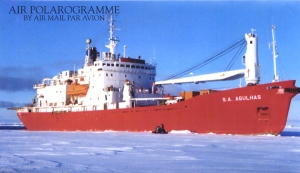 AIR POLAROGRAMME
BY AIR MAIL PAR AVION
S.A. AGULHAS